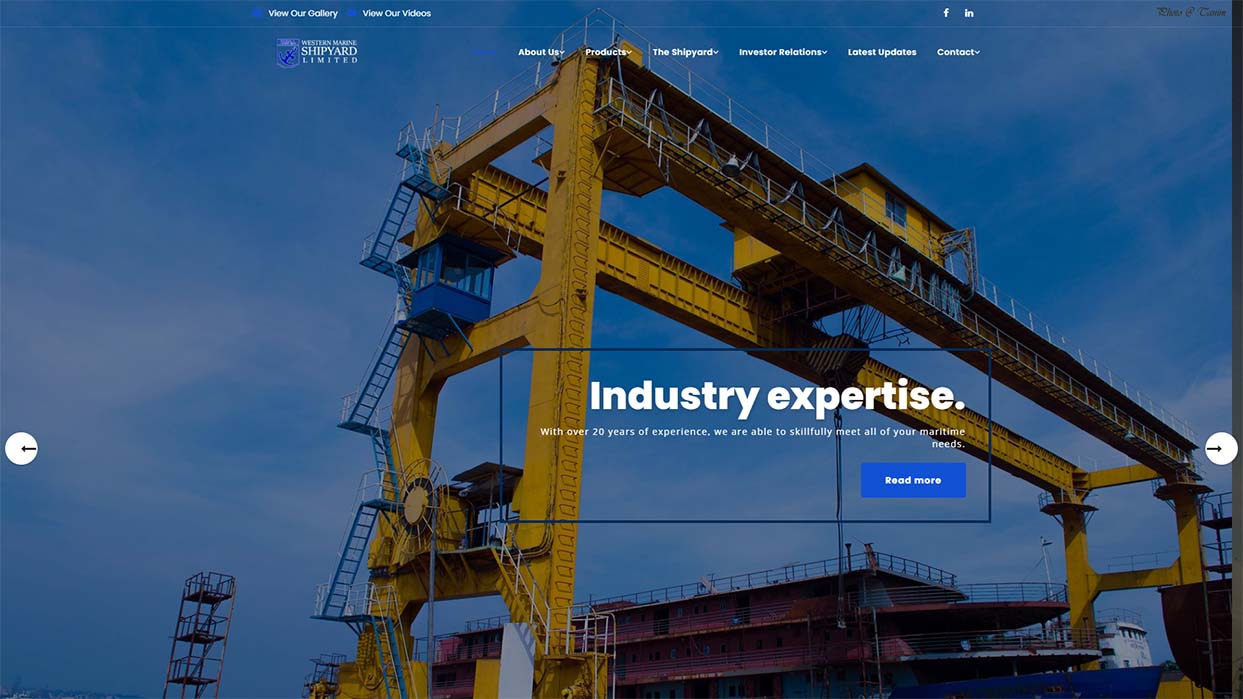 View Our Gallery View Our Videos
Photo @ Tanim
WESTERN MARINE
SHIPYARD
LIMITED
Home About Us Products The Shipyard Investor Relations Latest Updates Contact
Industry expertise.
With over 20 years of experience, we are able to skillfully meet all of your maritime
needs.
Read more